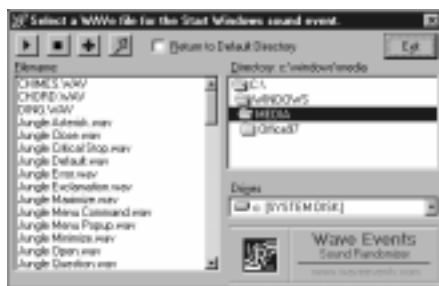 Select a WAVe file for the Start Windows sound event.
Return to Default Directory
Exit
Filename
CHIMES.WAV
CHORD.WAV
DING.WAV
Jungle Asterisk.wav
Jungle Close.wav
Jungle Critical Stop.wav
Jungle Default.wav
Jungle Error.wav
Jungle Exclamation.wav
Jungle Maximize.wav
Jungle Menu Command.wav
Jungle Menu Popup.wav
Jungle Minimize.wav
Jungle Open.wav
Jungle Question.wav
Directory: c:\windows\media
C:\
WINDOWS
MEDIA
Office97
Drives
c: [SYSTEM DISK]
Wave Events
Sound Randomizer
www.waveevents.com